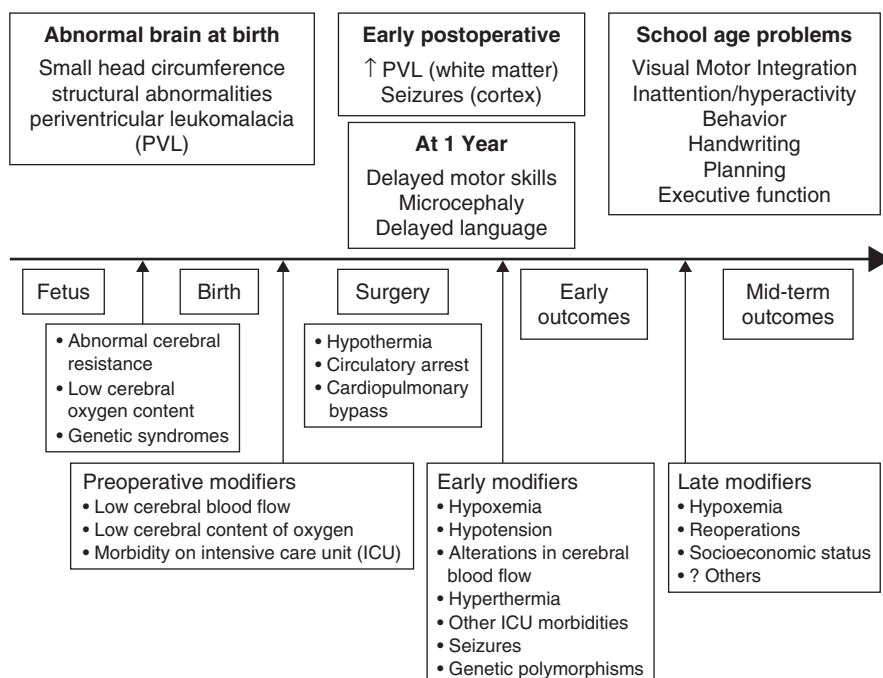 Abnormal brain at birth
Small head circumference
structural abnormalities
periventricular leukomalacia
(PVL)
Early postoperative
↑ PVL (white matter)
Seizures (cortex)
At 1 Year
Delayed motor skills
Microcephaly
Delayed language
School age problems
Visual Motor Integration
Inattention/hyperactivity
Behavior
Handwriting
Planning
Executive function
Fetus
Birth
Surgery
Early
outcomes
Mid-term
outcomes
• Abnormal cerebral
resistance
• Low cerebral
oxygen content
• Genetic syndromes
• Hypothermia
• Circulatory arrest
• Cardiopulmonary
bypass
Preoperative modifiers
• Low cerebral blood flow
• Low cerebral content of oxygen
• Morbidity on intensive care unit (ICU)
Early modifiers
• Hypoxemia
• Hypotension
• Alterations in cerebral
blood flow
• Hyperthermia
• Other ICU morbidities
• Seizures
• Genetic polymorphisms
Late modifiers
• Hypoxemia
• Reoperations
• Socioeconomic status
• ? Others